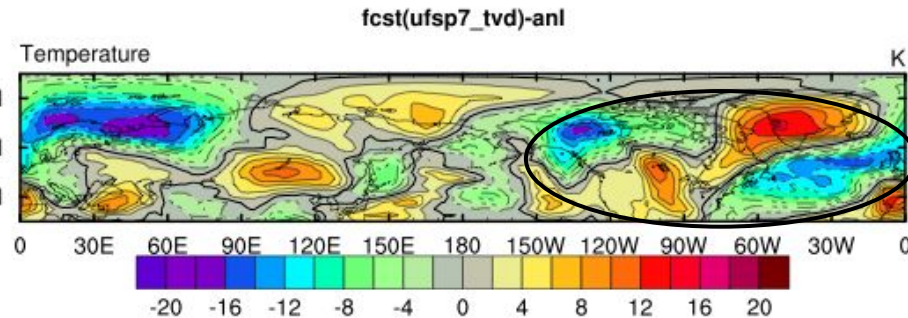 fcst(ufsp7_tvd)-anl
Temperature K
0 30E 60E 90E 120E 150E 180 150W 120W 90W 60W 30W 0
-20 -16 -12 -8 -4 0 4 8 12 16 20